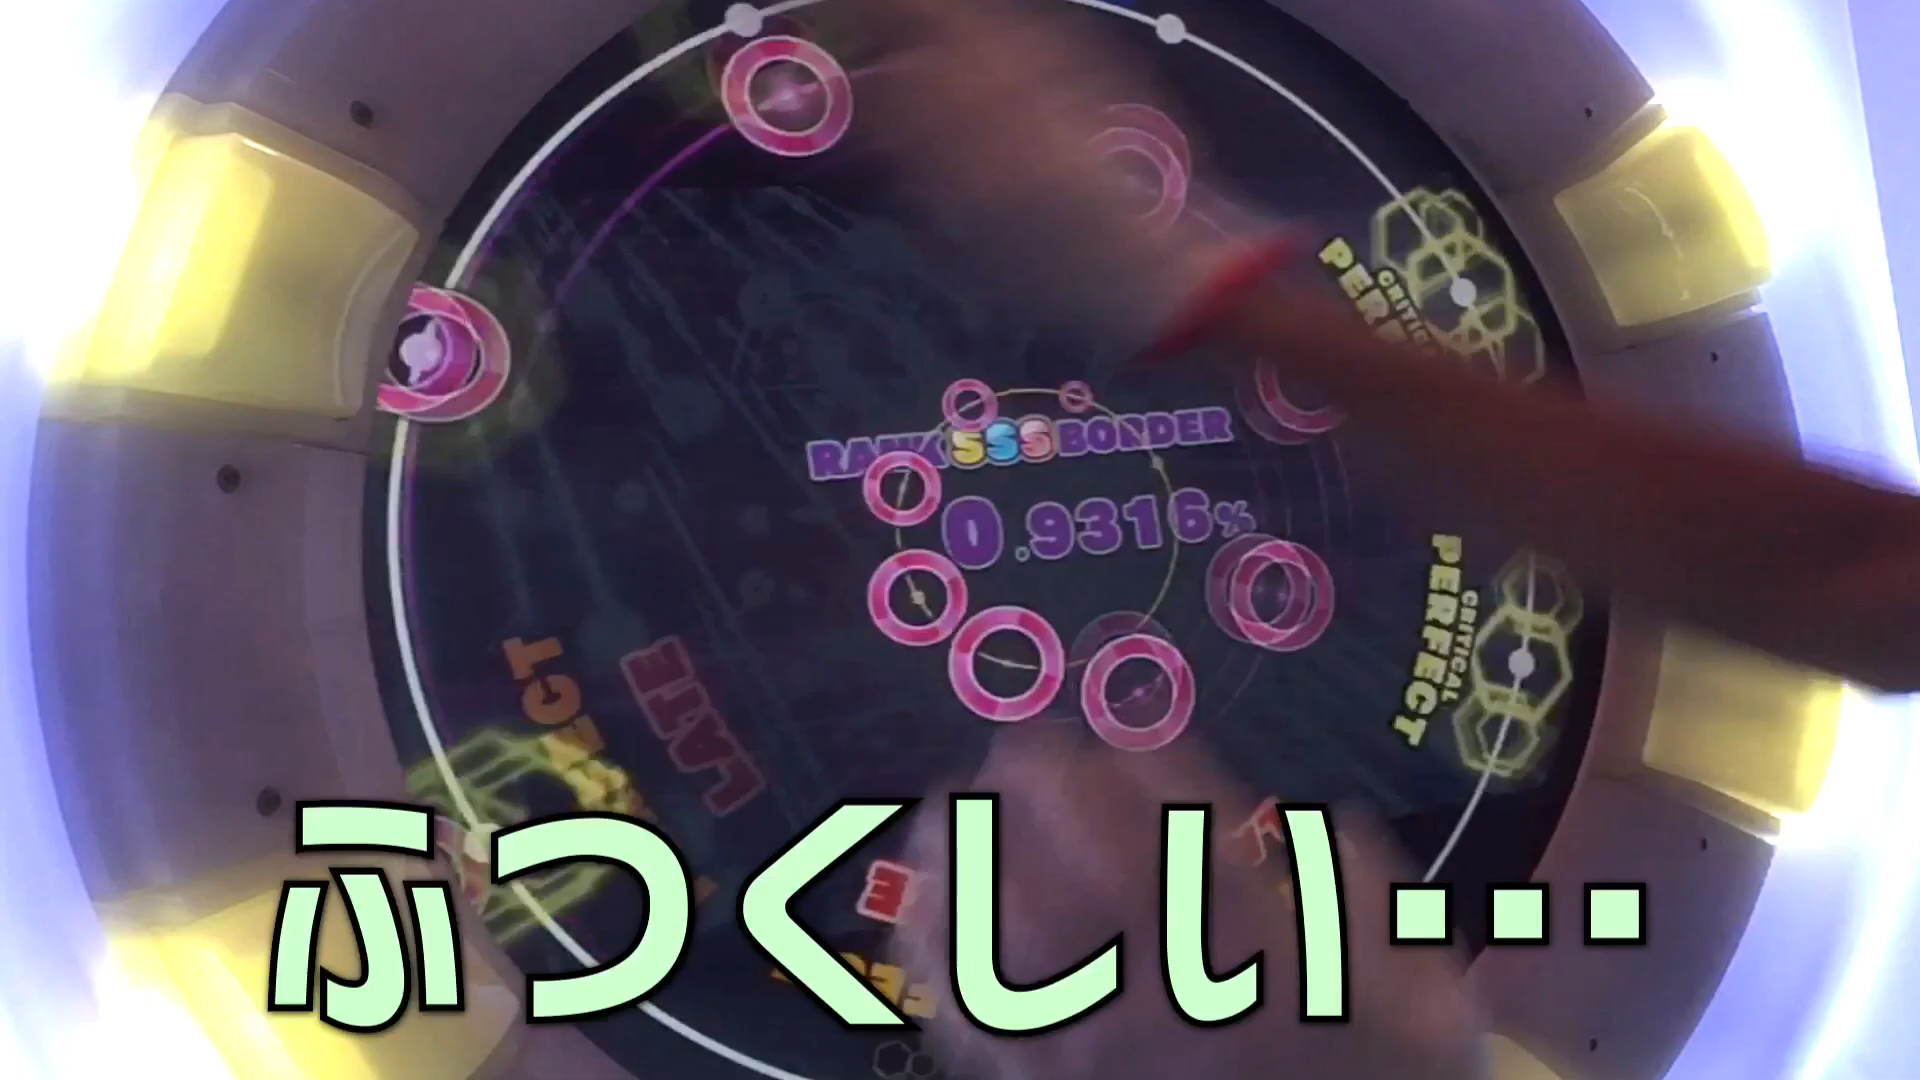 CRITICAL
PERFECT
RANK SSS BORDER
0.9316%
CRITICAL
PERFECT
LATE
ふつくしい…